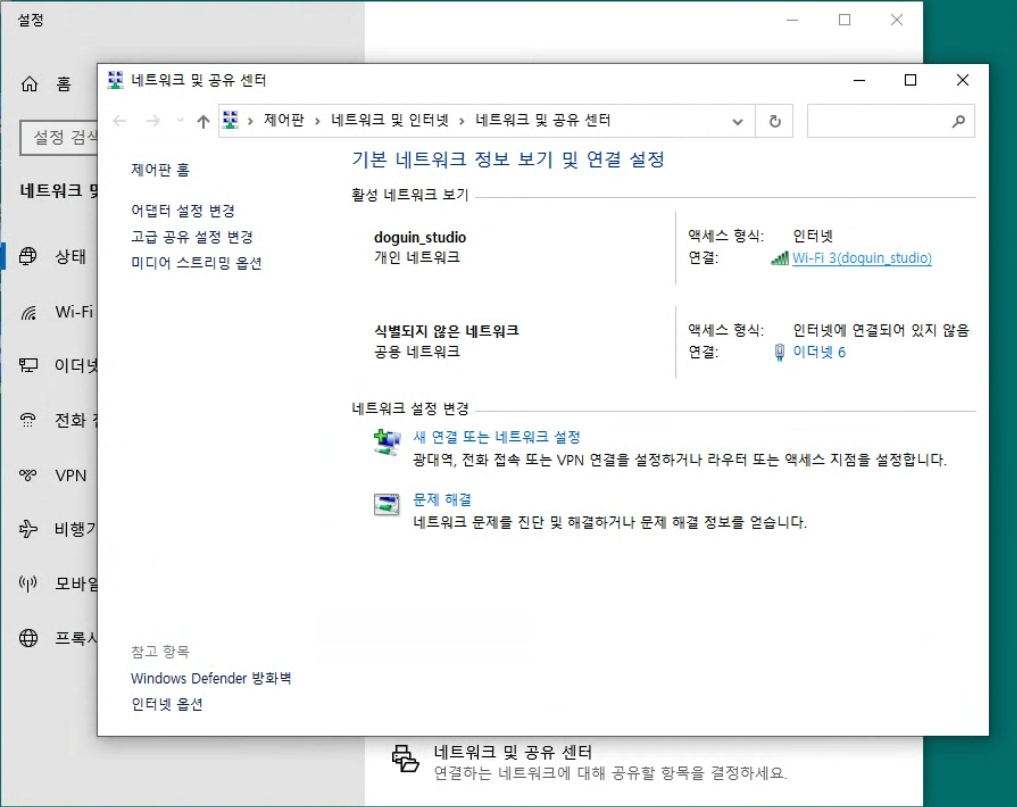 설정
네트워크 및 공유 센터
홈
제어판 > 네트워크 및 인터넷 > 네트워크 및 공유 센터
설정 검색
네트워크 및
상태
Wi-Fi
이더넷
전화
VPN
비행기
모바일
프록시
제어판 홈
어댑터 설정 변경
고급 공유 설정 변경
미디어 스트리밍 옵션
기본 네트워크 정보 보기 및 연결 설정
활성 네트워크 보기
doguin_studio
개인 네트워크
액세스 형식: 인터넷
연결: Wi-Fi 3(doguin_studio)
식별되지 않은 네트워크
공용 네트워크
액세스 형식: 인터넷에 연결되어 있지 않음
연결: 이더넷 6
네트워크 설정 변경
새 연결 또는 네트워크 설정
광대역, 전화 접속 또는 VPN 연결을 설정하거나 라우터 또는 액세스 지점을 설정합니다.
문제 해결
네트워크 문제를 진단 및 해결하거나 문제 해결 정보를 얻습니다.
참고 항목
Windows Defender 방화벽
인터넷 옵션
네트워크 및 공유 센터
연결하는 네트워크에 대해 공유할 항목을 결정하세요.